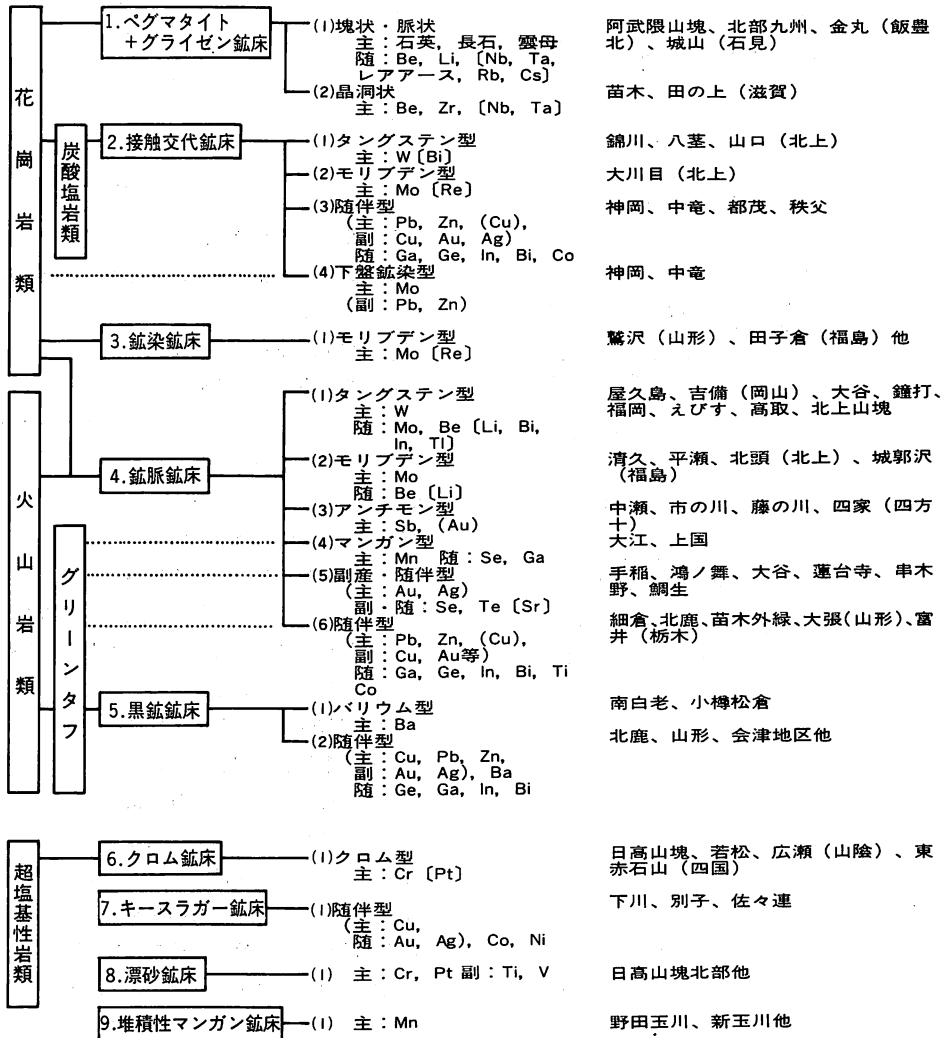 花崗岩類
1.ペグマタイト
+グライゼン鉱床
(1)塊状・脈状
主：石英，長石，雲母
随：Be, Li,〔Nb, Ta,
レアアース, Rb, Cs〕
阿武隈山塊、北部九州、金丸（飯豊
北）、城山（石見）
(2)晶洞状
主：Be, Zr,〔Nb, Ta〕
苗木、田の上（滋賀）
炭酸塩岩類
2.接触交代鉱床
(1)タングステン型
主：W〔Bi〕
錦川、八茎、山口（北上）
(2)モリブデン型
主：Mo〔Re〕
大川目（北上）
(3)随伴型
(主：Pb, Zn, (Cu),
副：Cu, Au, Ag)
随：Ga, Ge, In, Bi, Co
神岡、中竜、都茂、秩父
(4)下盤鉱染型
主：Mo
(副：Pb, Zn)
神岡、中竜
3.鉱染鉱床
(1)モリブデン型
主：Mo〔Re〕
鷲沢（山形）、田子倉（福島）他
火山岩類
グリーンタフ
4.鉱脈鉱床
(1)タングステン型
主：W
随：Mo, Be〔Li, Bi,
In, Tl〕
屋久島、吉備（岡山）、大谷、鐘打、
福岡、えびす、高取、北上山塊
(2)モリブデン型
主：Mo
随：Be〔Li〕
清久、平瀬、北頭（北上）、城郭沢
（福島）
(3)アンチモン型
主：Sb, (Au)
中瀬、市の川、藤の川、四家（四方
十）
(4)マンガン型
主：Mn 随：Se, Ga
大江、上国
(5)副産・随伴型
(主：Au, Ag)
副・随：Se, Te〔Sr〕
手稲、鴻ノ舞、大谷、蓮台寺、串木
野、鯛生
(6)随伴型
(主：Pb, Zn, (Cu),
副：Cu, Au等)
随：Ga, Ge, In, Bi, Ti
Co
細倉、北鹿、苗木外緑、大張(山形)、富
井（栃木）
5.黒鉱鉱床
(1)バリウム型
主：Ba
南白老、小樽松倉
(2)随伴型
(主：Cu, Pb, Zn,
副：Au, Ag), Ba
随：Ge, Ga, In, Bi
北鹿、山形、会津地区他
超塩基性岩類
6.クロム鉱床
(1)クロム型
主：Cr〔Pt〕
日高山塊、若松、広瀬（山陰）、東
赤石山（四国）
7.キースラガー鉱床
(1)随伴型
(主：Cu,
随：Au, Ag), Co, Ni
下川、別子、佐々連
8.漂砂鉱床
(1) 主：Cr, Pt 副：Ti, V
日高山塊北部他
9.堆積性マンガン鉱床
(1) 主：Mn
野田玉川、新玉川他